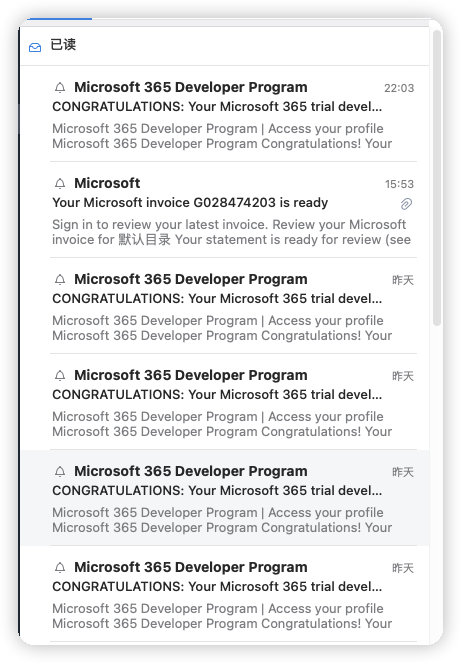 已读
Microsoft 365 Developer Program 22:03
CONGRATULATIONS: Your Microsoft 365 trial devel...
Microsoft 365 Developer Program | Access your profile
Microsoft 365 Developer Program Congratulations! Your
Microsoft 15:53
Your Microsoft invoice G028474203 is ready
Sign in to review your latest invoice. Review your Microsoft
invoice for 默认目录 Your statement is ready for review (see
Microsoft 365 Developer Program 昨天
CONGRATULATIONS: Your Microsoft 365 trial devel...
Microsoft 365 Developer Program | Access your profile
Microsoft 365 Developer Program Congratulations! Your
Microsoft 365 Developer Program 昨天
CONGRATULATIONS: Your Microsoft 365 trial devel...
Microsoft 365 Developer Program | Access your profile
Microsoft 365 Developer Program Congratulations! Your
Microsoft 365 Developer Program 昨天
CONGRATULATIONS: Your Microsoft 365 trial devel...
Microsoft 365 Developer Program | Access your profile
Microsoft 365 Developer Program Congratulations! Your
Microsoft 365 Developer Program 昨天
CONGRATULATIONS: Your Microsoft 365 trial devel...
Microsoft 365 Developer Program | Access your profile
Microsoft 365 Developer Program Congratulations! Your